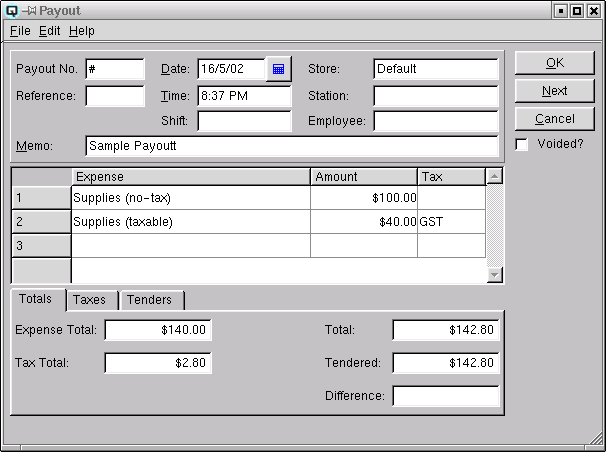 Q Payout
File Edit Help
Payout No. # Date: 16/5/02 Store: Default OK
Reference: Time: 8:37 PM Station: Next
Shift: Employee: Cancel
Memo: Sample Payoutt Voided?
Expense Amount Tax
1 Supplies (no-tax) $100.00
2 Supplies (taxable) $40.00 GST
3
Totals Taxes Tenders
Expense Total: $140.00 Total: $142.80
Tax Total: $2.80 Tendered: $142.80
Difference: